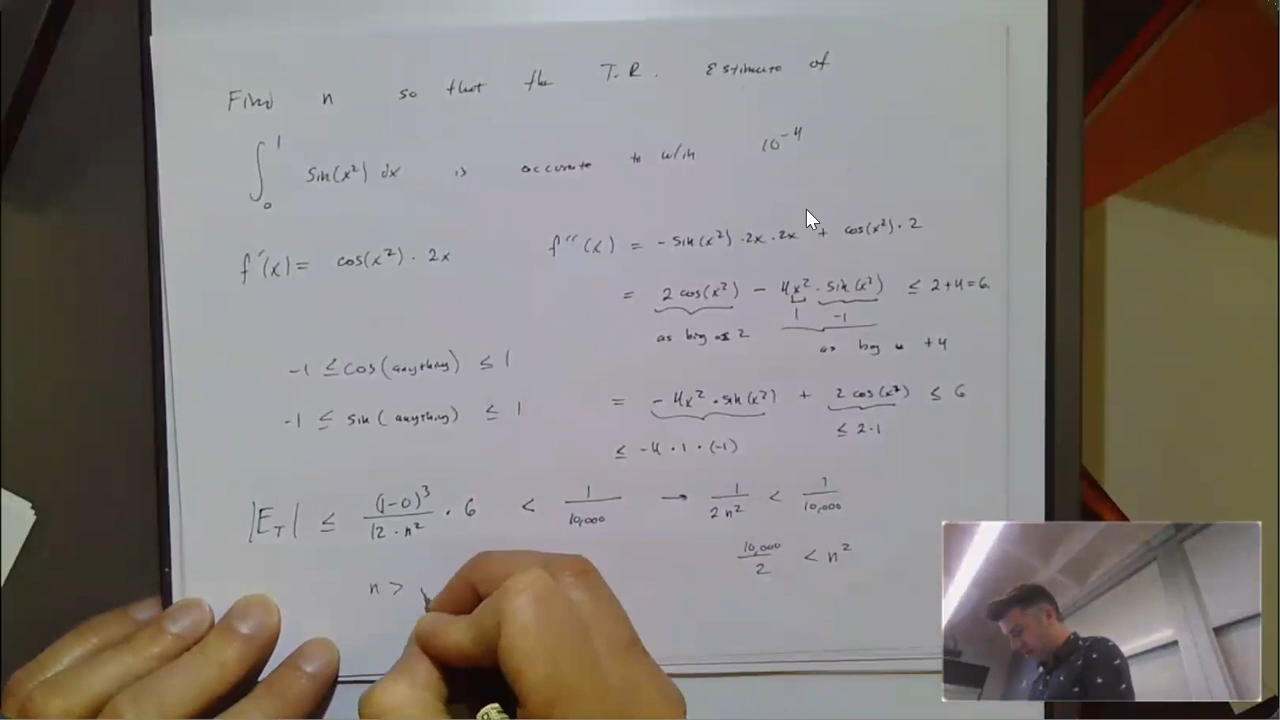 Find n so that the T.R. Estimate of
∫₀¹ sin(x²) dx is accurate to w/in 10⁻⁴
f'(x) = cos(x²) · 2x
f''(x) = -sin(x²) · 2x · 2x + cos(x²) · 2
= 2cos(x²) - 4x² · sin(x²) ≤ 2+4=6
1 -1
as big as 2
as big as +4
-1 ≤ cos(anything) ≤ 1
-1 ≤ sin(anything) ≤ 1
= -4x² · sin(x²) + 2cos(x²) ≤ 6
≤ -4 · 1 · (-1)
≤ 2·1
|E_T| ≤ (1-0)³/(12·n²) · 6 < 1/10,000 → 1/(2n²) < 1/10,000
10,000/2 < n²
n >